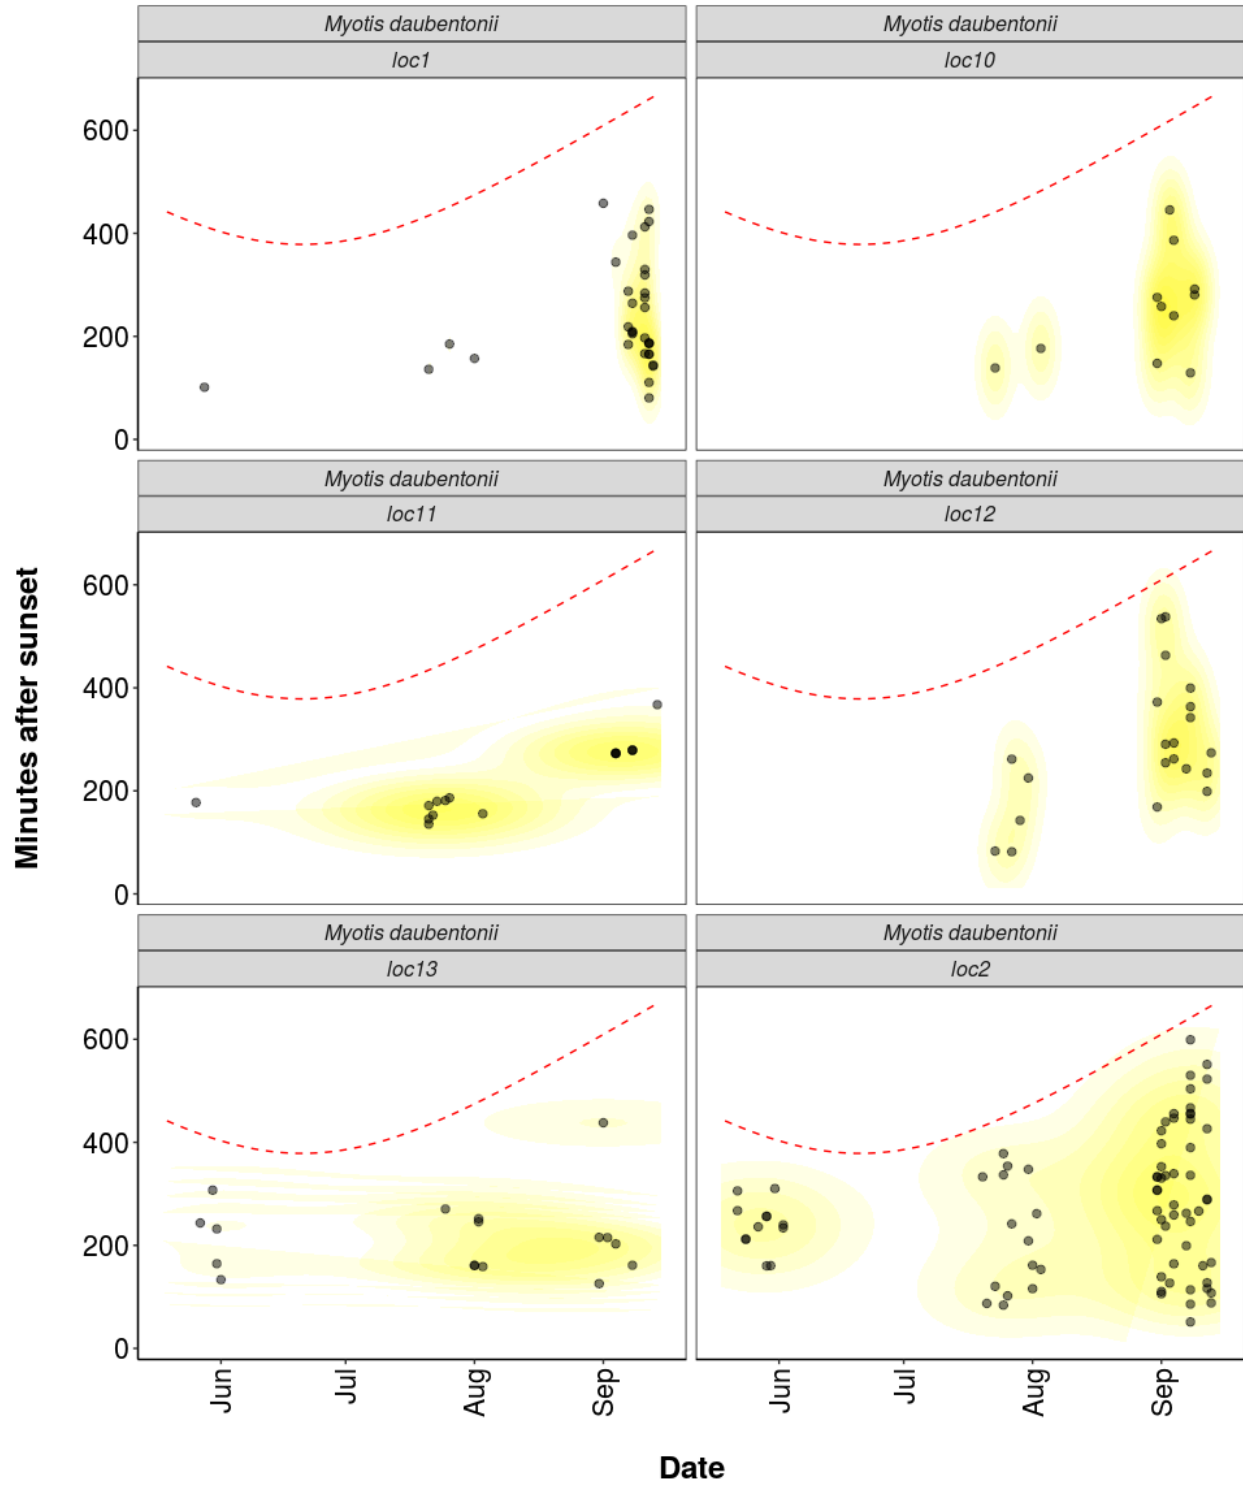 Myotis daubentonii
loc1
Myotis daubentonii
loc10
600
400
200
0
Myotis daubentonii
loc11
Myotis daubentonii
loc12
600
400
200
0
Minutes after sunset
Myotis daubentonii
loc13
Myotis daubentonii
loc2
600
400
200
0
Jun
Jul
Aug
Sep
Jun
Jul
Aug
Sep
Date